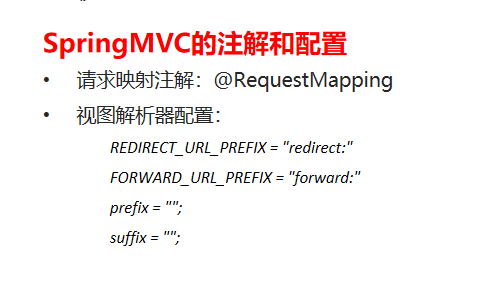 SpringMVC的注解和配置
• 请求映射注解：@RequestMapping
• 视图解析器配置：
REDIRECT_URL_PREFIX = "redirect:"
FORWARD_URL_PREFIX = "forward:"
prefix = "";
suffix = "";